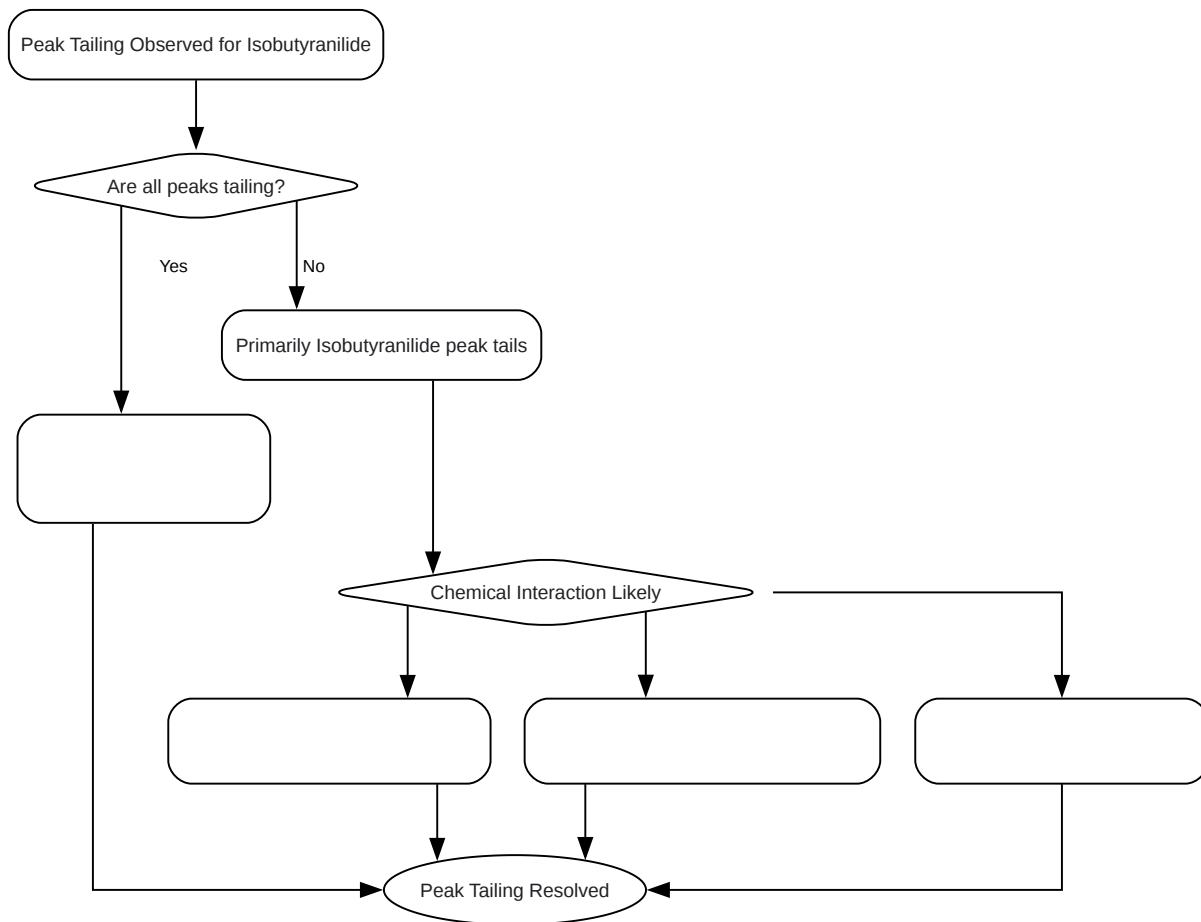 Peak Tailing Observed for Isobutyranilide
Are all peaks tailing?
Yes
No
Primarily Isobutyranilide peak tails
Chemical Interaction Likely
Peak Tailing Resolved